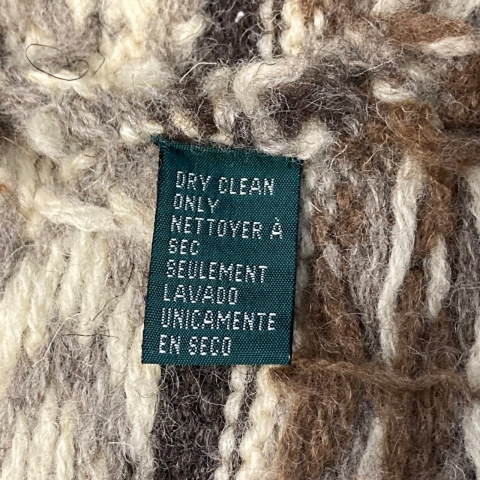 DRY CLEAN
ONLY
NETTOYER À
SEC
SEULEMENT
LAVADO
UNICAMENTE
EN SECO